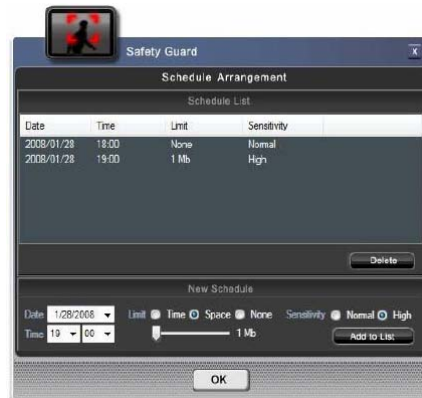 Safety Guard
X
Schedule Arrangement
Schedule List
Date Time Limit Sensitivity
2008/01/28 18:00 None Normal
2008/01/28 19:00 1 Mb High
Delete
New Schedule
Date 1/28/2008 Limit Time Space None Sensitivity Normal High
Time 19 00 1 Mb Add to List
OK